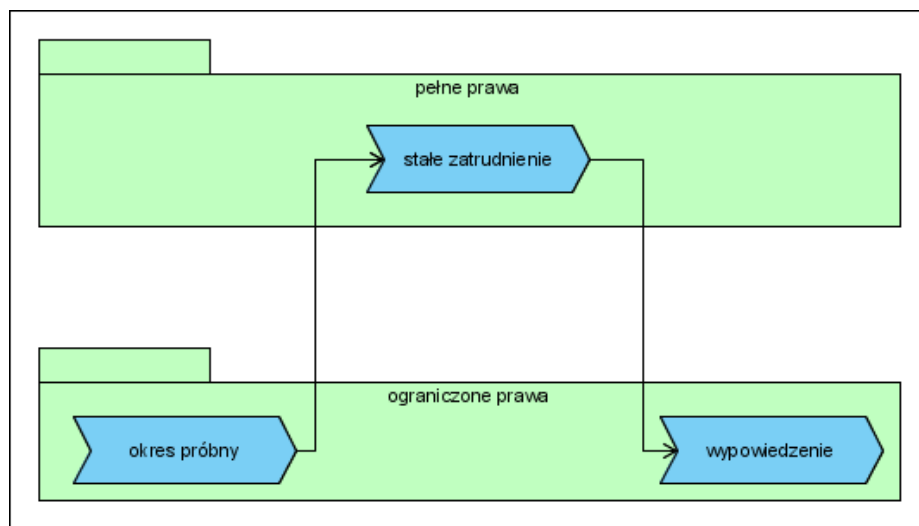 pełne prawa
stałe zatrudnienie
ograniczone prawa
okres próbny
wypowiedzenie